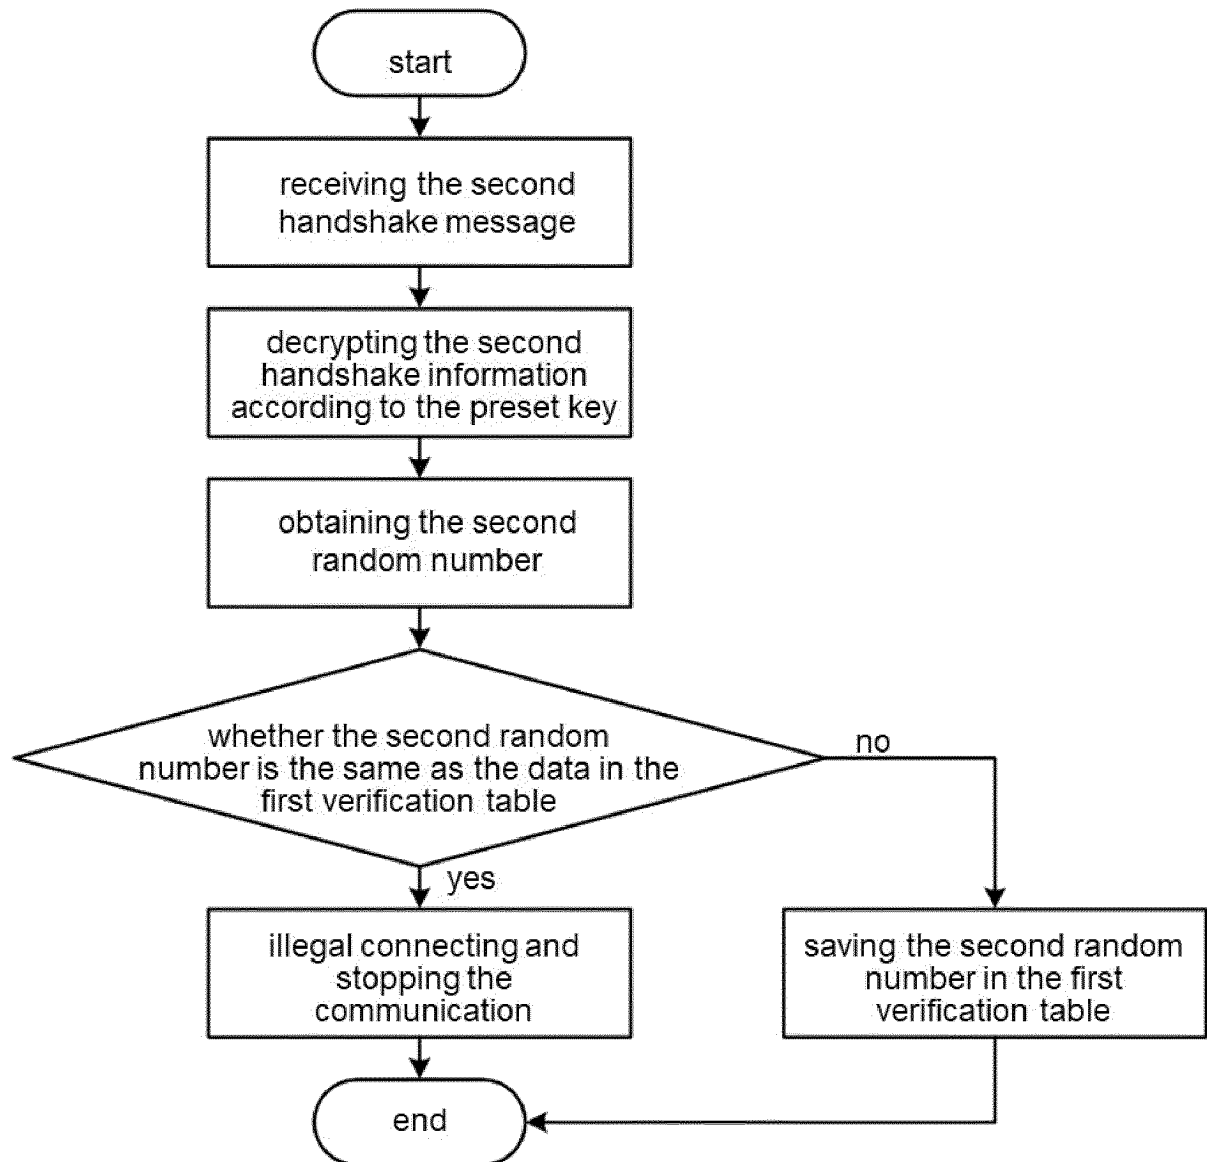 start
receiving the second
handshake message
decrypting the second
handshake information
according to the preset key
obtaining the second
random number
whether the second random
number is the same as the data in the
first verification table
no
yes
illegal connecting and
stopping the
communication
saving the second random
number in the first
verification table
end